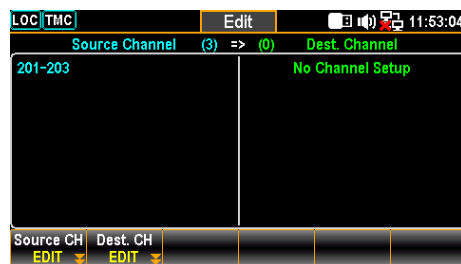 LOC TMC Edit 11:53:04
Source Channel (3) => (0) Dest. Channel
201-203 No Channel Setup
Source CH Dest. CH
EDIT EDIT